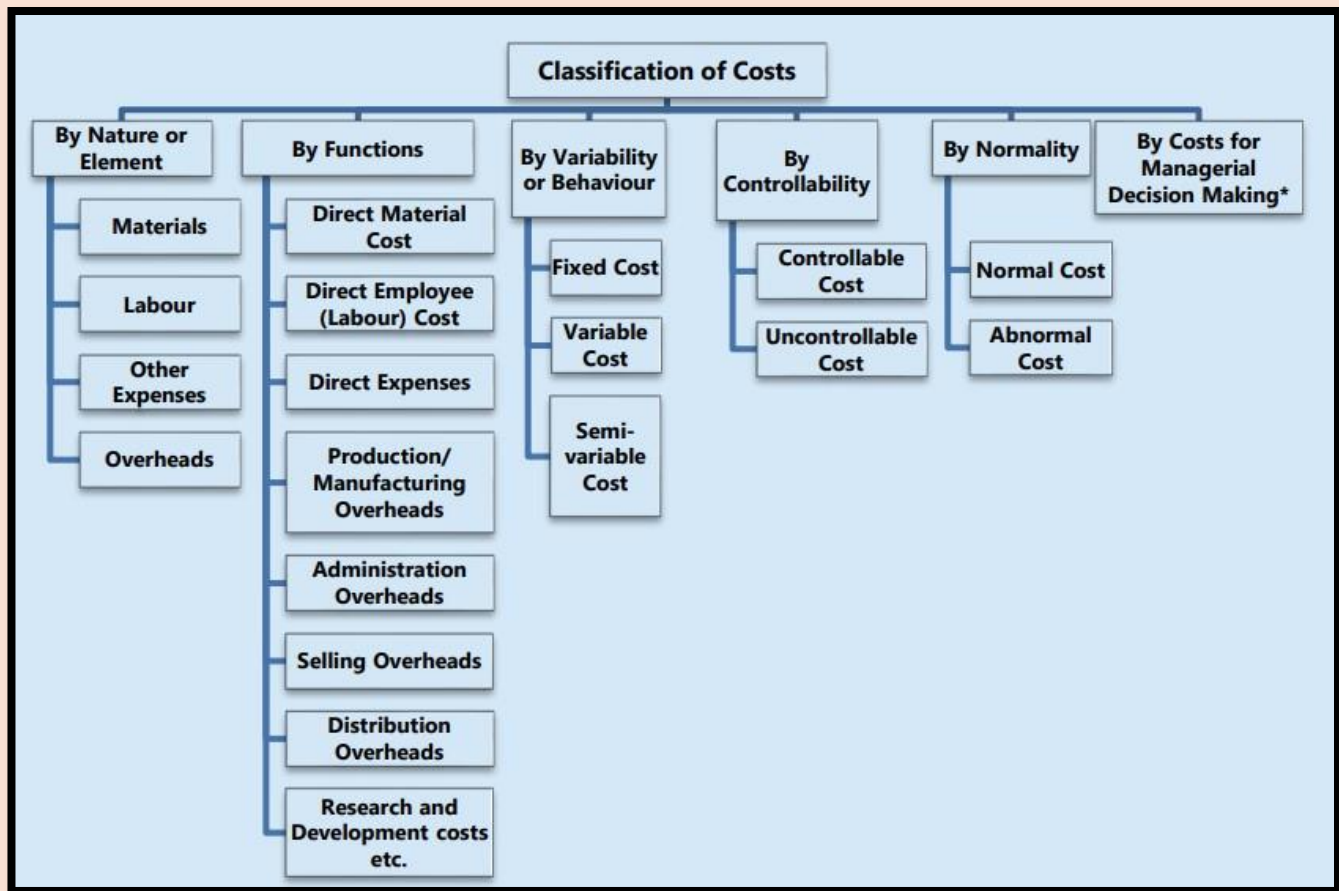 Classification of Costs
By Nature or
Element
Materials
Labour
Other
Expenses
Overheads
By Functions
Direct Material
Cost
Direct Employee
(Labour) Cost
Direct Expenses
Production/
Manufacturing
Overheads
Administration
Overheads
Selling Overheads
Distribution
Overheads
Research and
Development costs
etc.
By Variability
or Behaviour
Fixed Cost
Variable
Cost
Semi-
variable
Cost
By
Controllability
Controllable
Cost
Uncontrollable
Cost
By Normality
Normal Cost
Abnormal
Cost
By Costs for
Managerial
Decision Making*